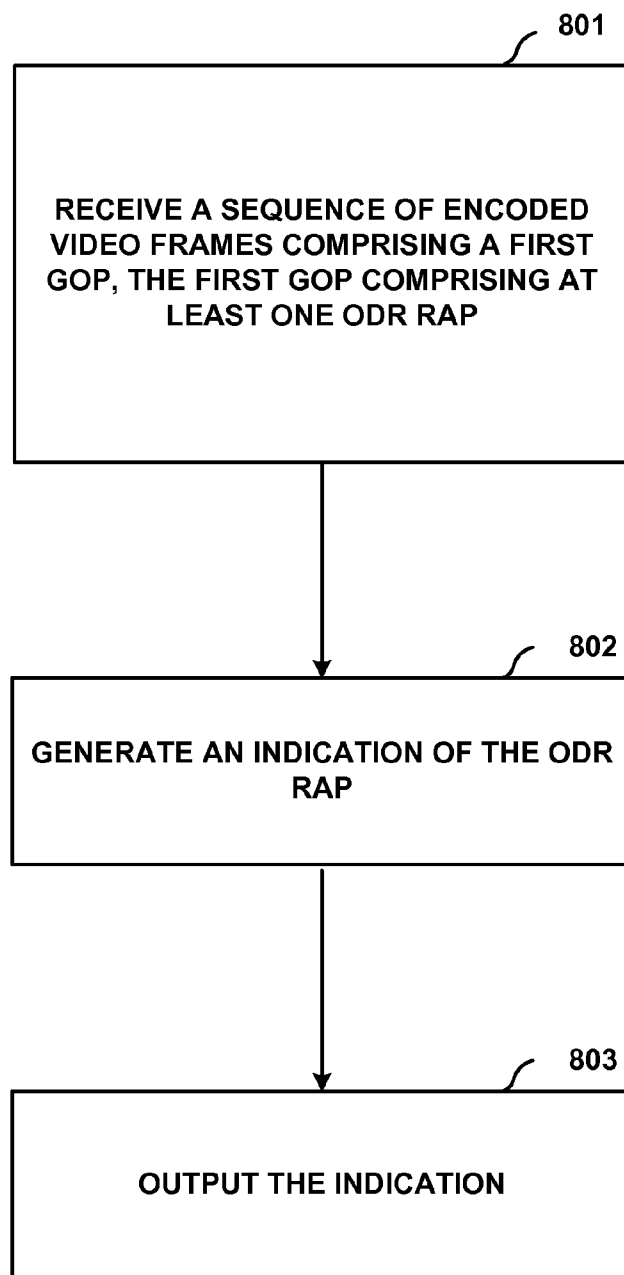 801
RECEIVE A SEQUENCE OF ENCODED
VIDEO FRAMES COMPRISING A FIRST
GOP, THE FIRST GOP COMPRISING AT
LEAST ONE ODR RAP
802
GENERATE AN INDICATION OF THE ODR
RAP
803
OUTPUT THE INDICATION